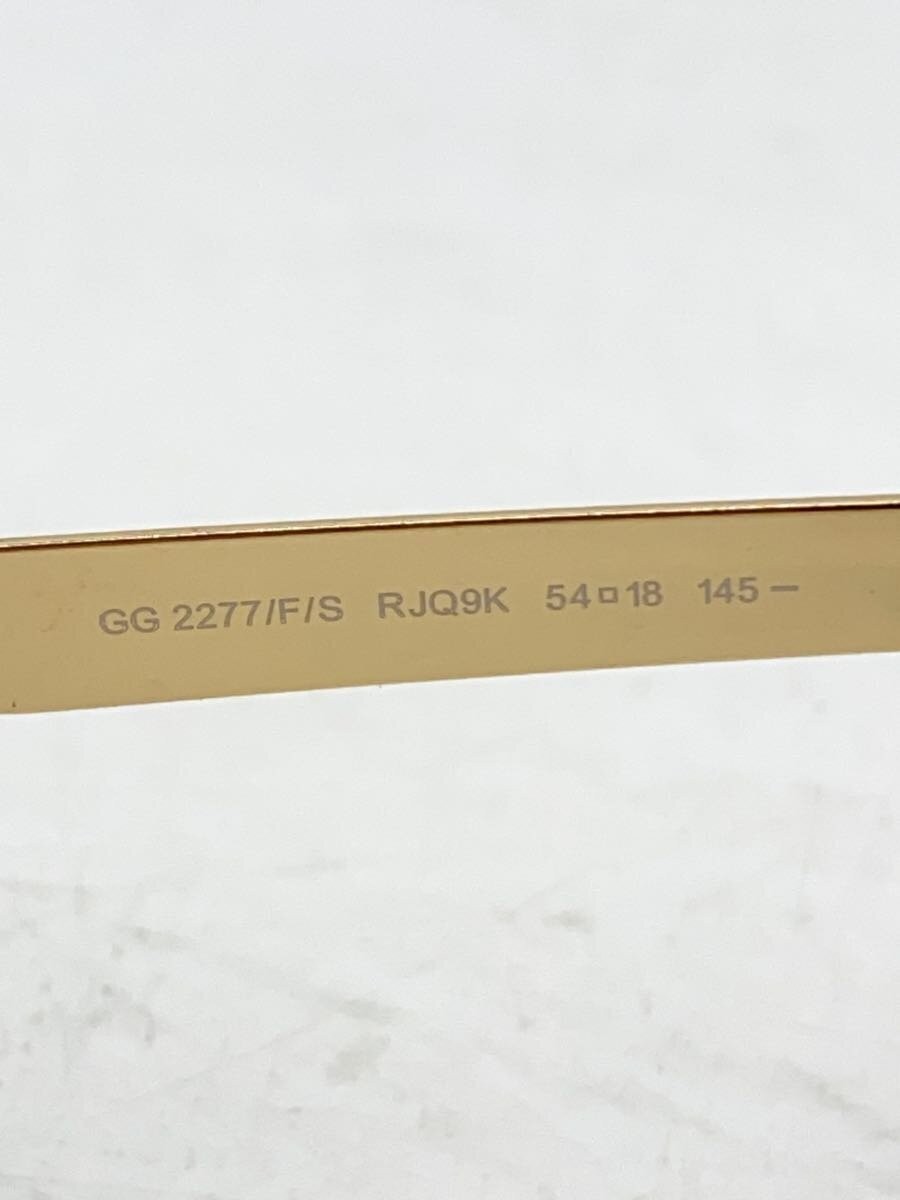 GG 2277/F/S RJQ9K 54□18 145 –